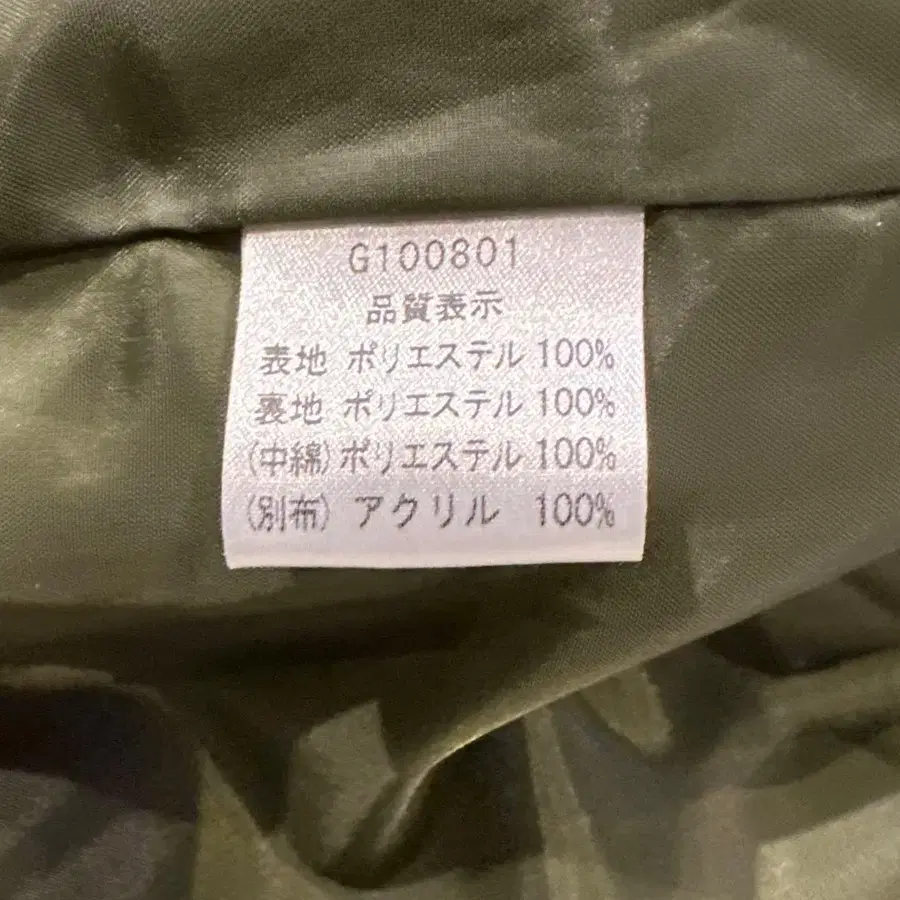 G100801
品質表示
表地 ポリエステル 100%
裏地 ポリエステル 100%
(中綿) ポリエステル 100%
(別布) アクリル 100%